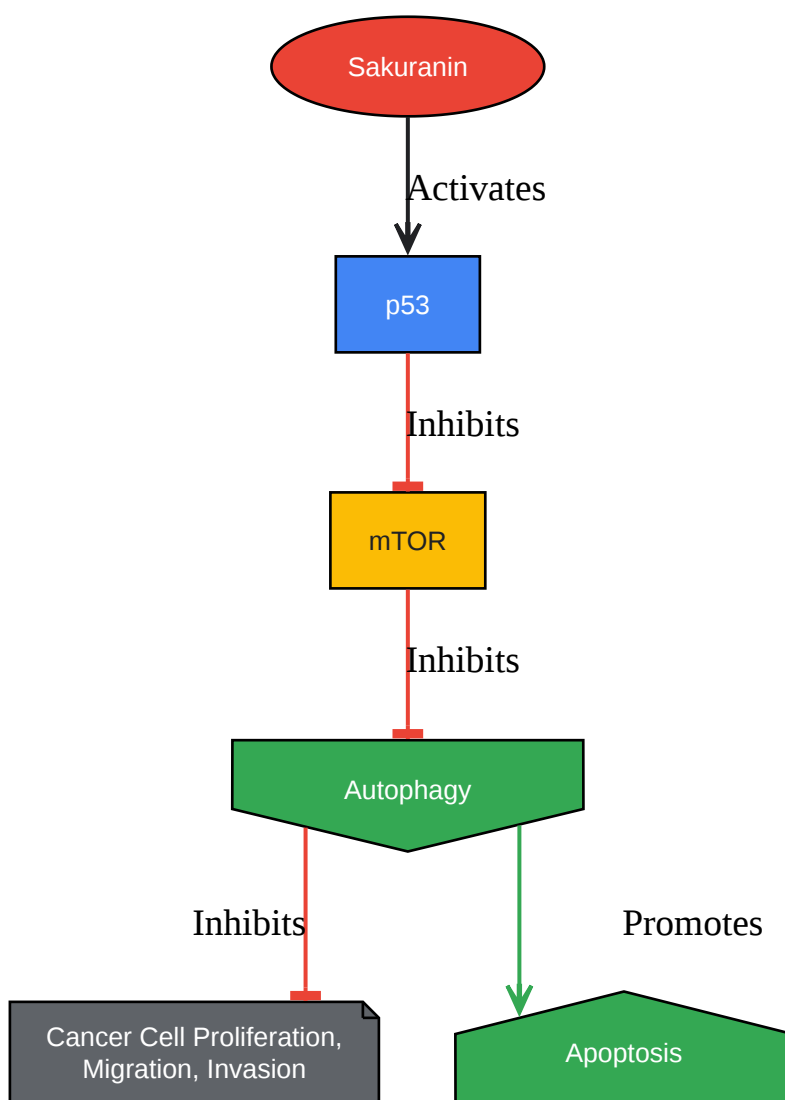 Sakuranin
Activates
p53
Inhibits
mTOR
Inhibits
Autophagy
Inhibits
Promotes
Cancer Cell Proliferation,
Migration, Invasion
Apoptosis